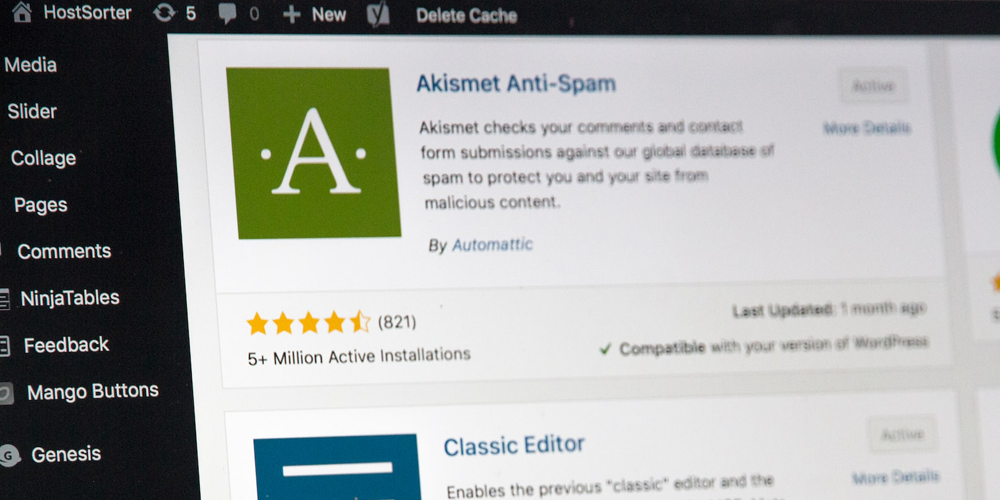 HostSorter 5 0 New Delete Cache
Media
Slider
Collage
Pages
Comments
NinjaTables
Feedback
Mango Buttons
Genesis
A
Akismet Anti-Spam
Active
More Details
Akismet checks your comments and contact
form submissions against our global database of
spam to protect you and your site from
malicious content.
By Automattic
(821)
5+ Million Active Installations
Last Updated: 1 month ago
Compatible with your version of WordPress
Classic Editor
Active
More Details
Enables the previous "classic" editor and the